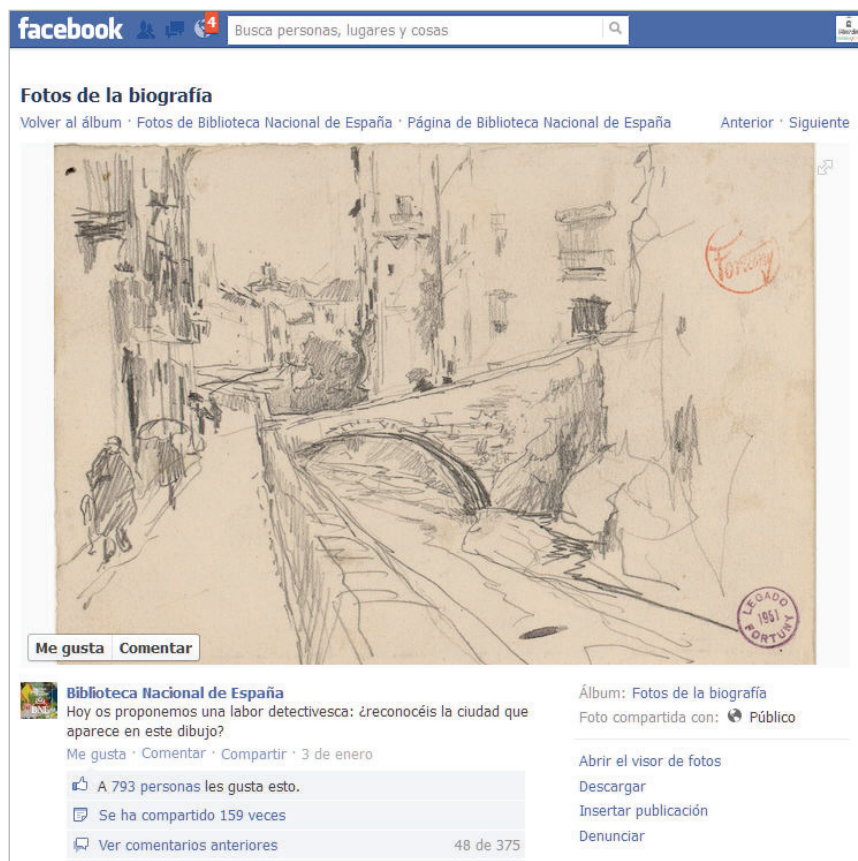 facebook
4
Busca personas, lugares y cosas
Fotos de la biografía
Volver al álbum · Fotos de Biblioteca Nacional de España · Página de Biblioteca Nacional de España
Anterior · Siguiente
Fortuny
LEGADO
1951
FORTUNY
Me gusta Comentar
BNE
Biblioteca Nacional de España
Hoy os proponemos una labor detectivesca: ¿reconocéis la ciudad que
aparece en este dibujo?
Me gusta · Comentar · Compartir · 3 de enero
A 793 personas les gusta esto.
Se ha compartido 159 veces
Ver comentarios anteriores
48 de 375
Álbum: Fotos de la biografía
Foto compartida con: Público
Abrir el visor de fotos
Descargar
Insertar publicación
Denunciar